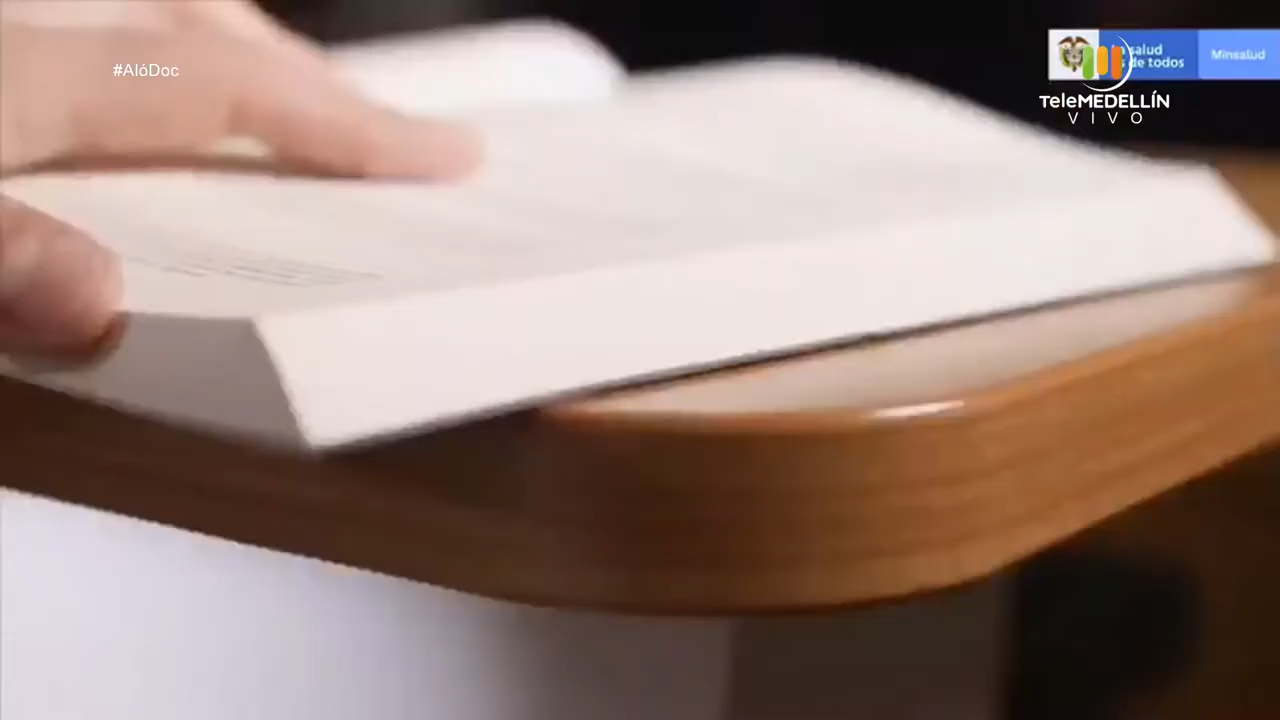 #AlóDoc
salud
de todos
Minsalud
TeleMEDELLÍN
VIVO